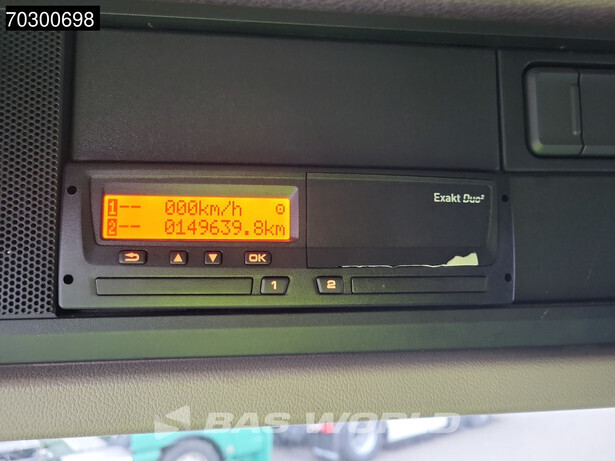 70300698
Exakt Duo²
1 -- 000km/h
2 -- 0149639.8km
OK
1
2
BAS WORLD